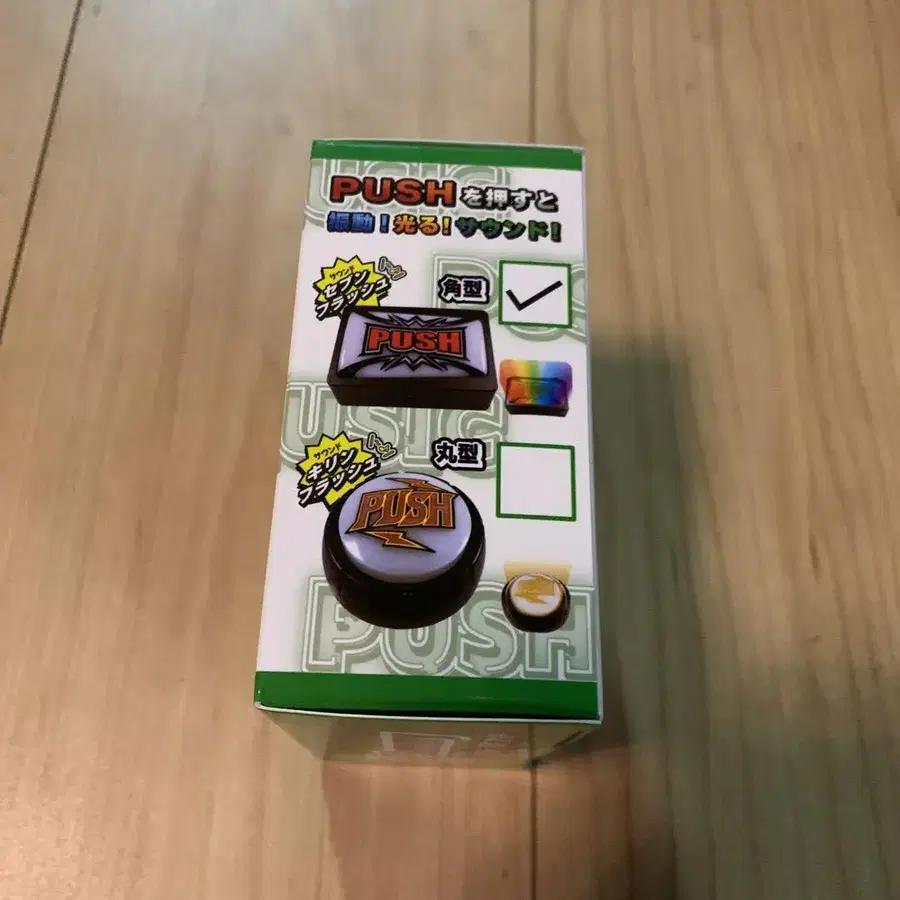 PUSHを押すと
振動！光る！サウンド！
サウンド
セブン
フラッシュ
角型
PUSH
サウンド
キリン
フラッシュ
丸型
PUSH
USIC
PUSH